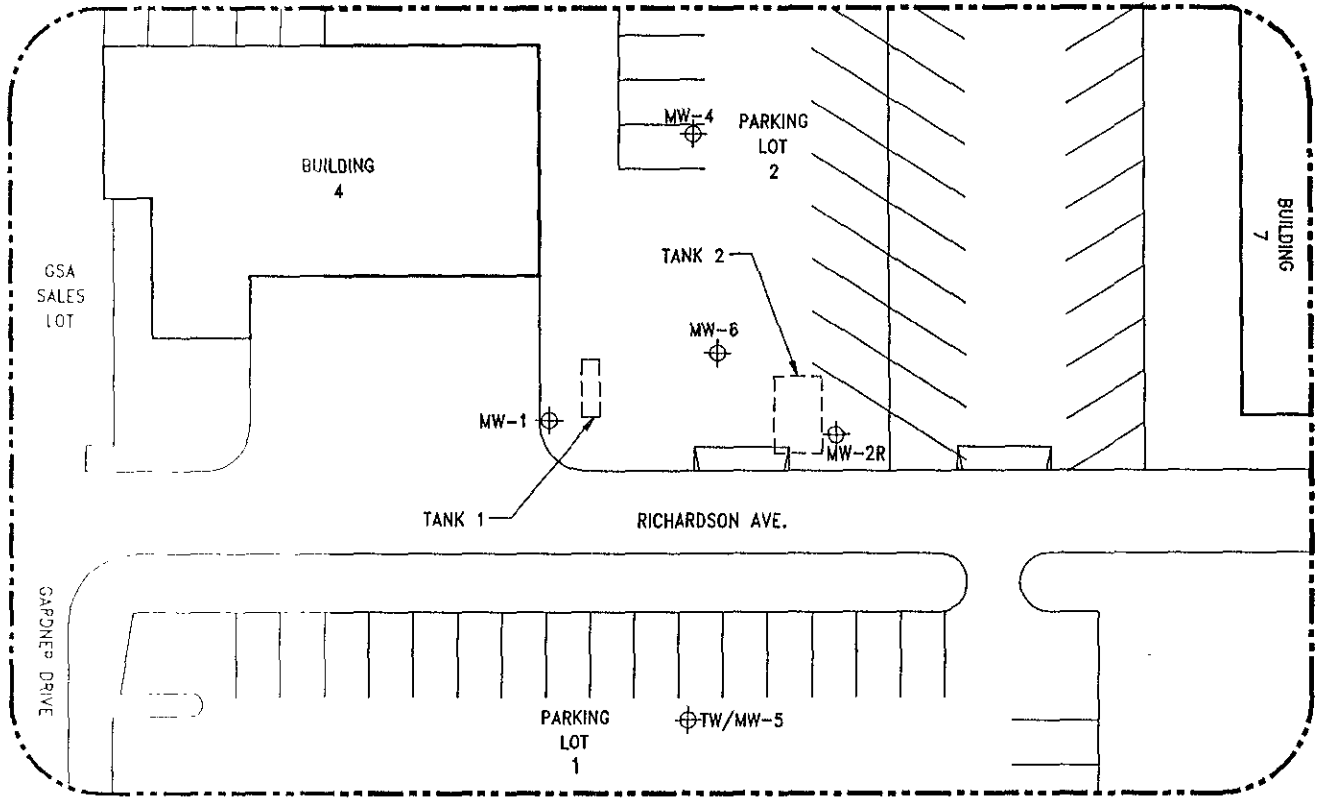 MW-4
PARKING
LOT
2
BUILDING
4
BUILDING
7
TANK 2
GSA
SALES
LOT
MW-6
MW-1
MW-2R
TANK 1
RICHARDSON AVE.
GARDNER DRIVE
PARKING
LOT
1
TW/MW-5